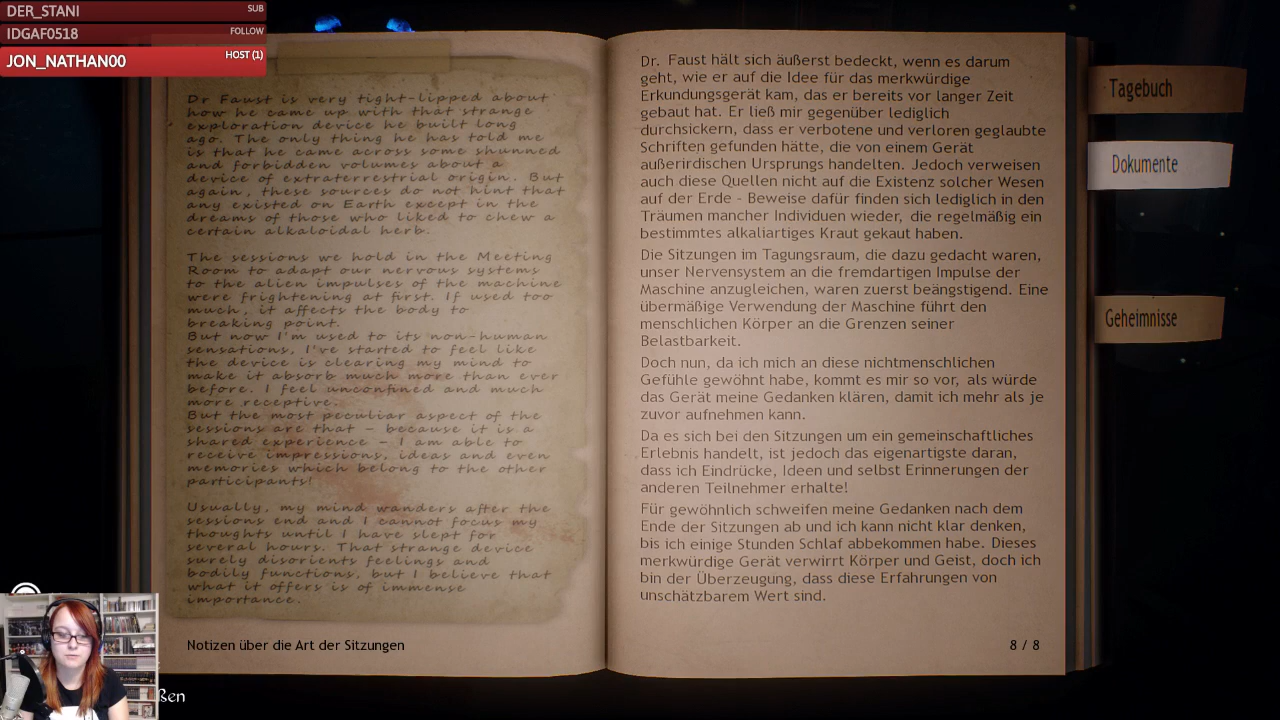 DER_STANI
SUB
IDGAF0518
FOLLOW
JON_NATHAN00
HOST (1)
Dr Faust is very tight-lipped about
how he came up with that strange
exploration device he built long
ago. The only thing he has told me
is that he came across some shunned
and forbidden volumes about a
device of extraterrestrial origin. But
again, these sources do not hint that
any existed on Earth except in the
dreams of those who liked to chew a
certain alkaloidal herb.
The sessions we hold in the Meeting
Room to adapt our nervous systems
to the alien impulses of the machine
were frightening at first. If used too
much, it affects the body to
breaking point.
But now I'm used to its non-human
sensations, I've started to feel like
the device is clearing my mind to
make it absorb much more than ever
before. I feel unconfined and much
more receptive.
But the most peculiar aspect of the
sessions are that – because it is a
shared experience – I am able to
receive impressions, ideas and even
memories which belong to the other
participants!
Usually, my mind wanders after the
sessions end and I cannot focus my
thoughts until I have slept for
several hours. That strange device
surely disorients feelings and
bodily functions, but I believe that
what it offers is of immense
importance.
Notizen über die Art der Sitzungen
Dr. Faust hält sich äußerst bedeckt, wenn es darum
geht, wie er auf die Idee für das merkwürdige
Erkundungsgerät kam, das er bereits vor langer Zeit
gebaut hat. Er ließ mir gegenüber lediglich
durchsickern, dass er verbotene und verloren geglaubte
Schriften gefunden hätte, die von einem Gerät
außerirdischen Ursprungs handelten. Jedoch verweisen
auch diese Quellen nicht auf die Existenz solcher Wesen
auf der Erde - Beweise dafür finden sich lediglich in den
Träumen mancher Individuen wieder, die regelmäßig ein
bestimmtes alkaliartiges Kraut gekaut haben.
Die Sitzungen im Tagungsraum, die dazu gedacht waren,
unser Nervensystem an die fremdartigen Impulse der
Maschine anzugleichen, waren zuerst beängstigend. Eine
übermäßige Verwendung der Maschine führt den
menschlichen Körper an die Grenzen seiner
Belastbarkeit.
Doch nun, da ich mich an diese nichtmenschlichen
Gefühle gewöhnt habe, kommt es mir so vor, als würde
das Gerät meine Gedanken klären, damit ich mehr als je
zuvor aufnehmen kann.
Da es sich bei den Sitzungen um ein gemeinschaftliches
Erlebnis handelt, ist jedoch das eigenartigste daran,
dass ich Eindrücke, Ideen und selbst Erinnerungen der
anderen Teilnehmer erhalte!
Für gewöhnlich schweifen meine Gedanken nach dem
Ende der Sitzungen ab und ich kann nicht klar denken,
bis ich einige Stunden Schlaf abbekommen habe. Dieses
merkwürdige Gerät verwirrt Körper und Geist, doch ich
bin der Überzeugung, dass diese Erfahrungen von
unschätzbarem Wert sind.
8 / 8
Tagebuch
Dokumente
Geheimnisse
ßen